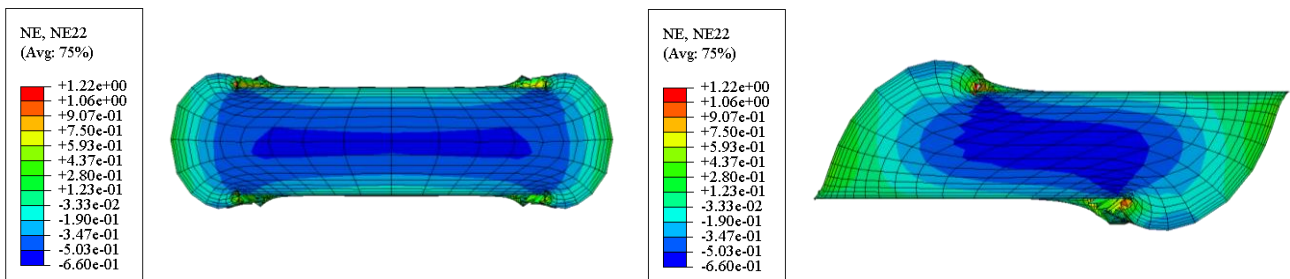 NE, NE22
(Avg: 75%)
+1.22e+00
+1.06e+00
+9.07e-01
+7.50e-01
+5.93e-01
+4.37e-01
+2.80e-01
+1.23e-01
-3.33e-02
-1.90e-01
-3.47e-01
-5.03e-01
-6.60e-01
NE, NE22
(Avg: 75%)
+1.22e+00
+1.06e+00
+9.07e-01
+7.50e-01
+5.93e-01
+4.37e-01
+2.80e-01
+1.23e-01
-3.33e-02
-1.90e-01
-3.47e-01
-5.03e-01
-6.60e-01